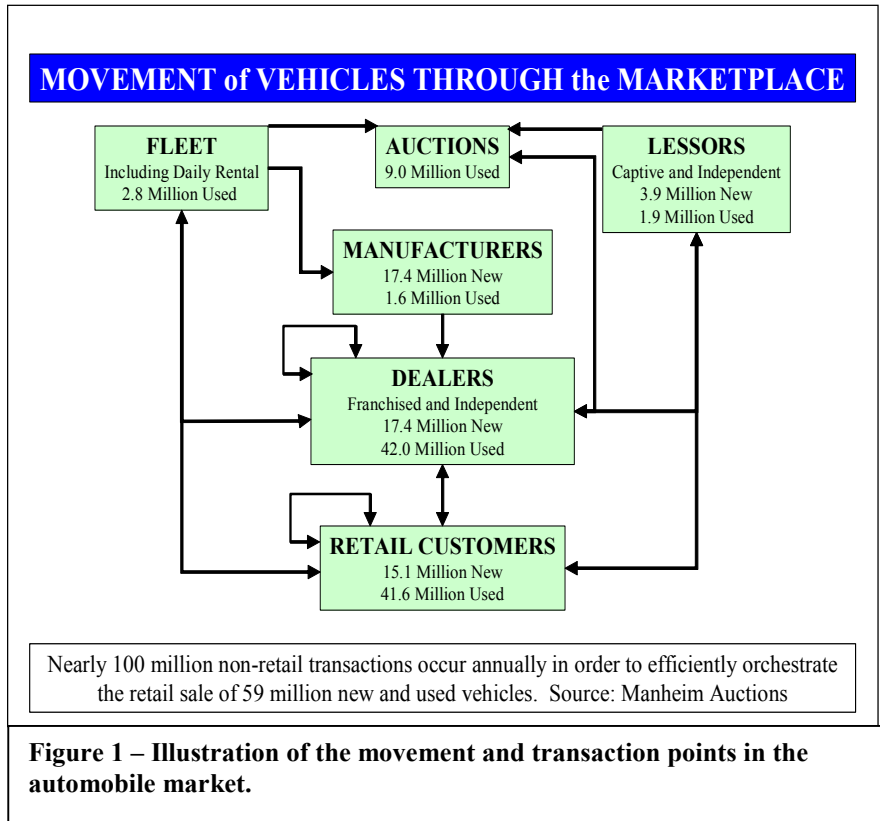 MOVEMENT of VEHICLES THROUGH the MARKETPLACE
FLEET
Including Daily Rental
2.8 Million Used
AUCTIONS
9.0 Million Used
LESSORS
Captive and Independent
3.9 Million New
1.9 Million Used
MANUFACTURERS
17.4 Million New
1.6 Million Used
DEALERS
Franchised and Independent
17.4 Million New
42.0 Million Used
RETAIL CUSTOMERS
15.1 Million New
41.6 Million Used
Nearly 100 million non-retail transactions occur annually in order to efficiently orchestrate
the retail sale of 59 million new and used vehicles.  Source: Manheim Auctions
Figure 1 – Illustration of the movement and transaction points in the
automobile market.